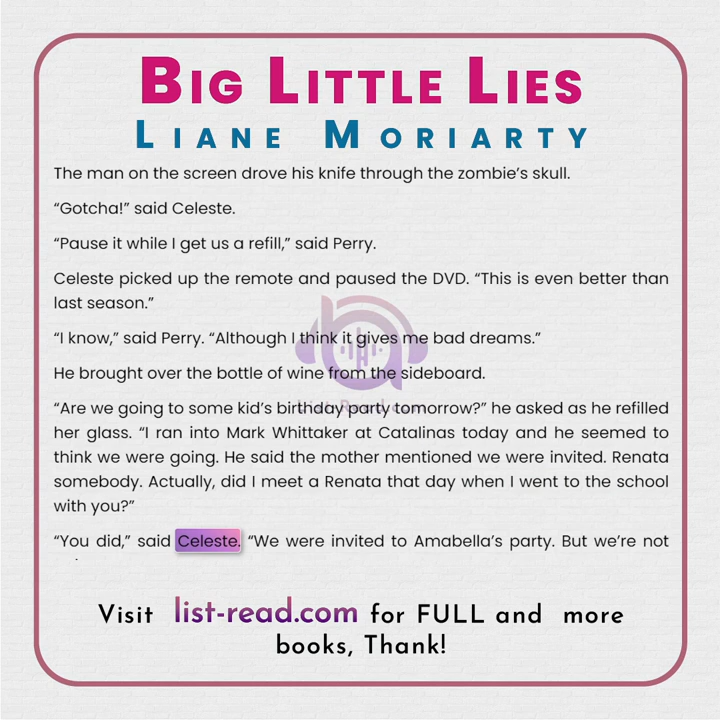 BIG LITTLE LIES
LIANE MORIARTY
The man on the screen drove his knife through the zombie’s skull.
“Gotcha!” said Celeste.
“Pause it while I get us a refill,” said Perry.
Celeste picked up the remote and paused the DVD. “This is even better than
last season.”
“I know,” said Perry. “Although I think it gives me bad dreams.”
He brought over the bottle of wine from the sideboard.
“Are we going to some kid’s birthday party tomorrow?” he asked as he refilled
her glass. “I ran into Mark Whittaker at Catalinas today and he seemed to
think we were going. He said the mother mentioned we were invited. Renata
somebody. Actually, did I meet a Renata that day when I went to the school
with you?”
“You did,” said Celeste. “We were invited to Amabella’s party. But we’re not
Visit list-read.com for FULL and more
books, Thank!